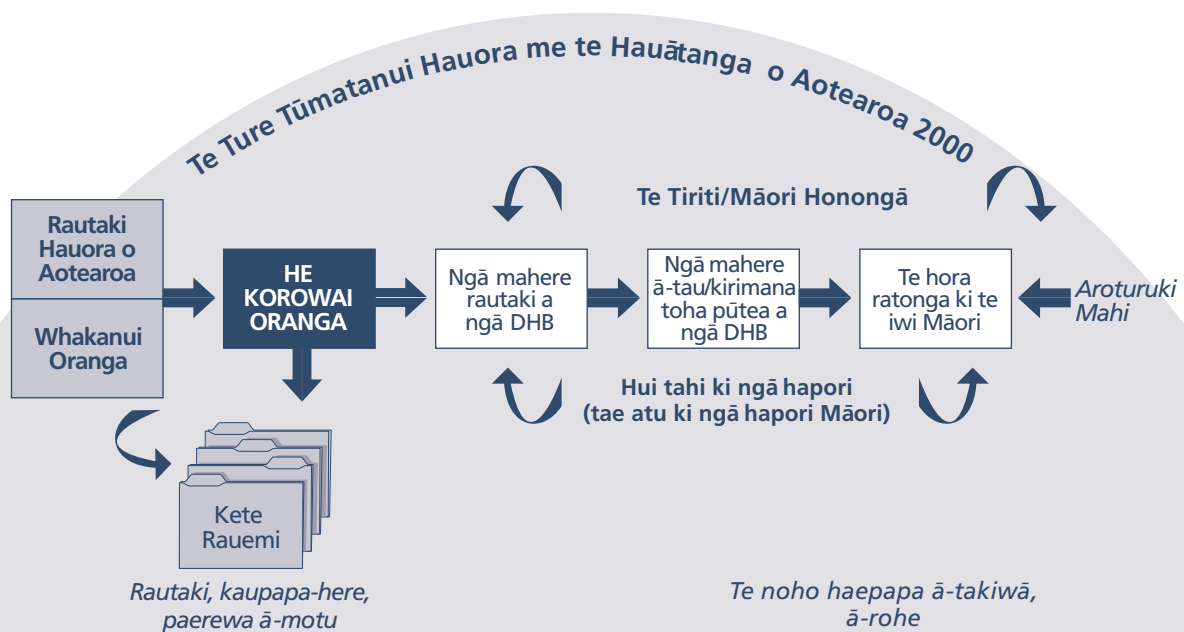 Te Ture Tūmatanui Hauora me te Hauātanga o Aotearoa 2000
Te Tiriti/Māori Honongā
Rautaki
Hauora o
Aotearoa
Whakanui
Oranga
HE
KOROWAI
ORANGA
Ngā mahere
rautaki a
ngā DHB
Ngā mahere
ā-tau/kirimana
toha pūtea a
ngā DHB
Te hora
ratonga ki te
iwi Māori
Aroturuki
Mahi
Hui tahi ki ngā hapori
(tae atu ki ngā hapori Māori)
Kete
Rauemi
Rautaki, kaupapa-here,
paerewa ā-motu
Te noho haepapa ā-takiwā,
ā-rohe